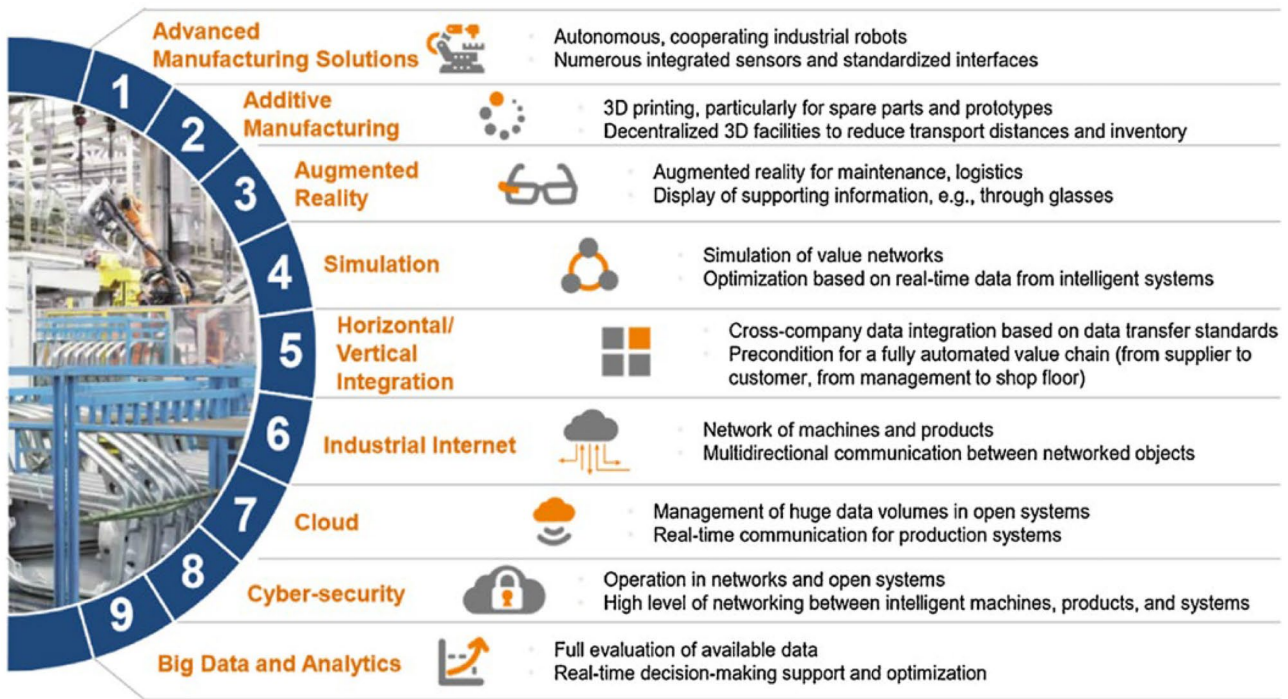 1
Advanced
Manufacturing Solutions
Autonomous, cooperating industrial robots
Numerous integrated sensors and standardized interfaces
2
Additive
Manufacturing
3D printing, particularly for spare parts and prototypes
Decentralized 3D facilities to reduce transport distances and inventory
3
Augmented
Reality
Augmented reality for maintenance, logistics
Display of supporting information, e.g., through glasses
4
Simulation
Simulation of value networks
Optimization based on real-time data from intelligent systems
5
Horizontal/
Vertical
Integration
Cross-company data integration based on data transfer standards
Precondition for a fully automated value chain (from supplier to
customer, from management to shop floor)
6
Industrial Internet
Network of machines and products
Multidirectional communication between networked objects
7
Cloud
Management of huge data volumes in open systems
Real-time communication for production systems
8
Cyber-security
Operation in networks and open systems
High level of networking between intelligent machines, products, and systems
9
Big Data and Analytics
Full evaluation of available data
Real-time decision-making support and optimization